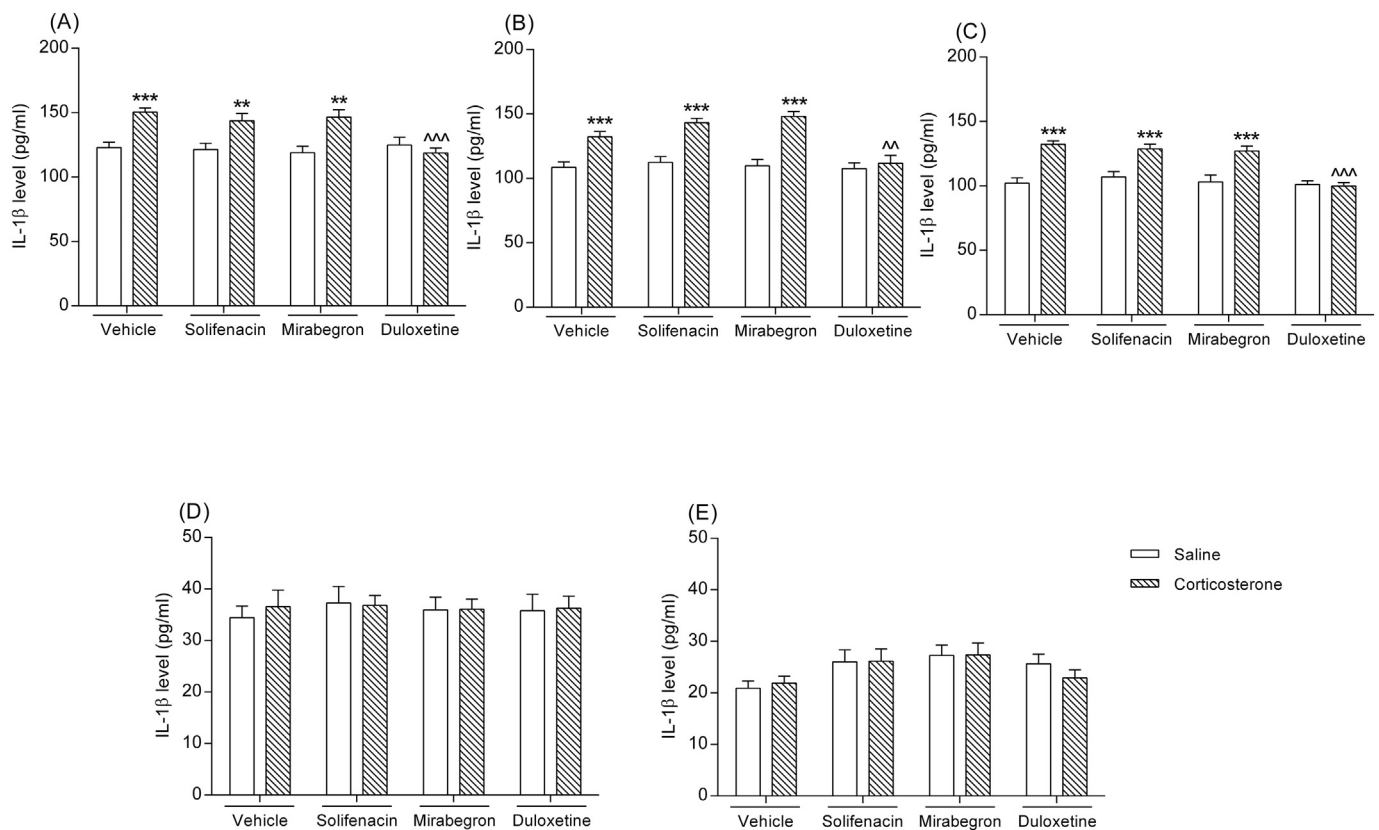 (A)
200
150
100
50
0
IL-1β level (pg/ml)
***
**
**
^^^
Vehicle
Solifenacin
Mirabegron
Duloxetine
(B)
200
150
100
50
0
IL-1β level (pg/ml)
***
***
***
^^
Vehicle
Solifenacin
Mirabegron
Duloxetine
(C)
200
150
100
50
0
IL-1β level (pg/ml)
***
***
***
^^^
Vehicle
Solifenacin
Mirabegron
Duloxetine
(D)
50
40
30
20
10
0
IL-1β level (pg/ml)
Vehicle
Solifenacin
Mirabegron
Duloxetine
(E)
50
40
30
20
10
0
IL-1β level (pg/ml)
Vehicle
Solifenacin
Mirabegron
Duloxetine
Saline
Corticosterone